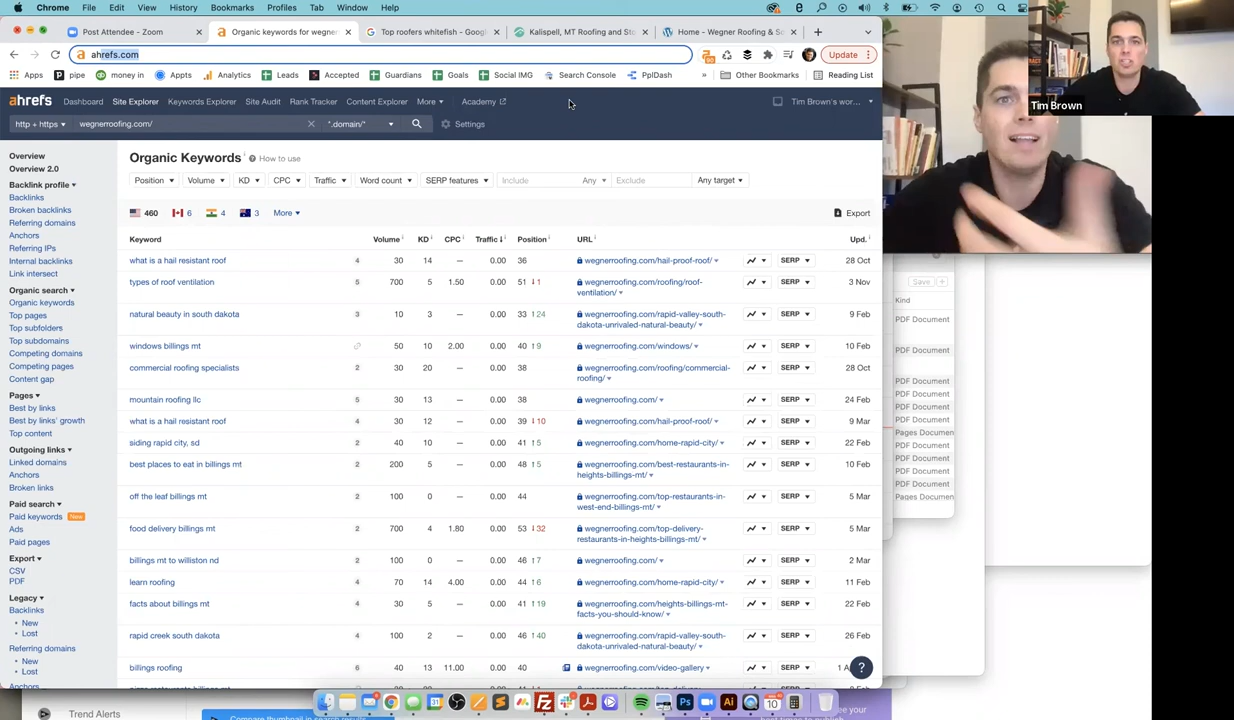 Chrome File Edit View History Bookmarks Profiles Tab Window Help
Post Attendee - Zoom
Organic keywords for wegner
Top roofers whitefish - Googl
Kalispell, MT Roofing and Sto
Home - Wegner Roofing & So
ahrefs.com
Update
Apps pipe money in Appts Analytics Leads Accepted Guardians Goals Social IMG Search Console PplDash » Other Bookmarks Reading List
ahrefs Dashboard Site Explorer Keywords Explorer Site Audit Rank Tracker Content Explorer More Academy Tim Brown's wor...
Tim Brown
http + https wegnerroofing.com/ *.domain/* Settings
Overview
Overview 2.0
Backlink profile
Backlinks
Broken backlinks
Referring domains
Anchors
Referring IPs
Internal backlinks
Link intersect
Organic search
Organic keywords
Top pages
Top subfolders
Top subdomains
Competing domains
Competing pages
Content gap
Pages
Best by links
Best by links' growth
Top content
Outgoing links
Linked domains
Anchors
Broken links
Paid search
Paid keywords New
Ads
Paid pages
Export
CSV
PDF
Legacy
Backlinks
New
Lost
Referring domains
New
Lost
Anchors
Organic Keywords i ? How to use
Position Volume KD CPC Traffic Word count SERP features Include Any Exclude Any target
460 6 4 3 More Export
Keyword Volume KD CPC Traffic Position URL Upd.
what is a hail resistant roof 4 30 14 — 0.00 36 wegnerroofing.com/hail-proof-roof/ SERP 28 Oct
types of roof ventilation 5 700 5 1.50 0.00 51 ↓1 wegnerroofing.com/roofing/roof-
ventilation/ SERP 3 Nov
natural beauty in south dakota 3 10 3 — 0.00 33 ↑24 wegnerroofing.com/rapid-valley-south-
dakota-unrivaled-natural-beauty/ SERP 9 Feb
windows billings mt 50 10 2.00 0.00 40 ↑9 wegnerroofing.com/windows/ SERP 10 Feb
commercial roofing specialists 2 30 20 — 0.00 38 wegnerroofing.com/roofing/commercial-
roofing/ SERP 28 Oct
mountain roofing llc 5 30 13 — 0.00 38 wegnerroofing.com/ SERP 24 Feb
what is a hail resistant roof 4 30 12 — 0.00 39 ↓10 wegnerroofing.com/hail-proof-roof/ SERP 9 Mar
siding rapid city, sd 2 40 10 — 0.00 41 ↑5 wegnerroofing.com/home-rapid-city/ SERP 22 Feb
best places to eat in billings mt 2 200 5 — 0.00 48 ↑5 wegnerroofing.com/best-restaurants-in-
heights-billings-mt/ SERP 10 Feb
off the leaf billings mt 2 100 0 — 0.00 44 wegnerroofing.com/top-restaurants-in-
west-end-billings-mt/ SERP 5 Mar
food delivery billings mt 2 700 4 1.80 0.00 53 ↓32 wegnerroofing.com/top-delivery-
restaurants-in-heights-billings-mt/ SERP 5 Mar
billings mt to williston nd 2 100 0 — 0.00 46 ↑7 wegnerroofing.com/ SERP 2 Mar
learn roofing 4 70 14 4.00 0.00 44 ↑6 wegnerroofing.com/home-rapid-city/ SERP 11 Feb
facts about billings mt 4 30 5 — 0.00 41 ↑19 wegnerroofing.com/heights-billings-mt-
facts-you-should-know/ SERP 22 Feb
rapid creek south dakota 4 100 2 — 0.00 46 ↑40 wegnerroofing.com/rapid-valley-south-
dakota-unrivaled-natural-beauty/ SERP 26 Feb
billings roofing 6 40 13 11.00 0.00 40 wegnerroofing.com/video-gallery SERP
?
Save +
Kind
PDF Document
PDF Document
PDF Document
PDF Document
PDF Document
PDF Document
Pages Documen
PDF Document
PDF Document
PDF Document
PDF Document
Pages Documen
Trend Alerts
Compare thumbnail in search results